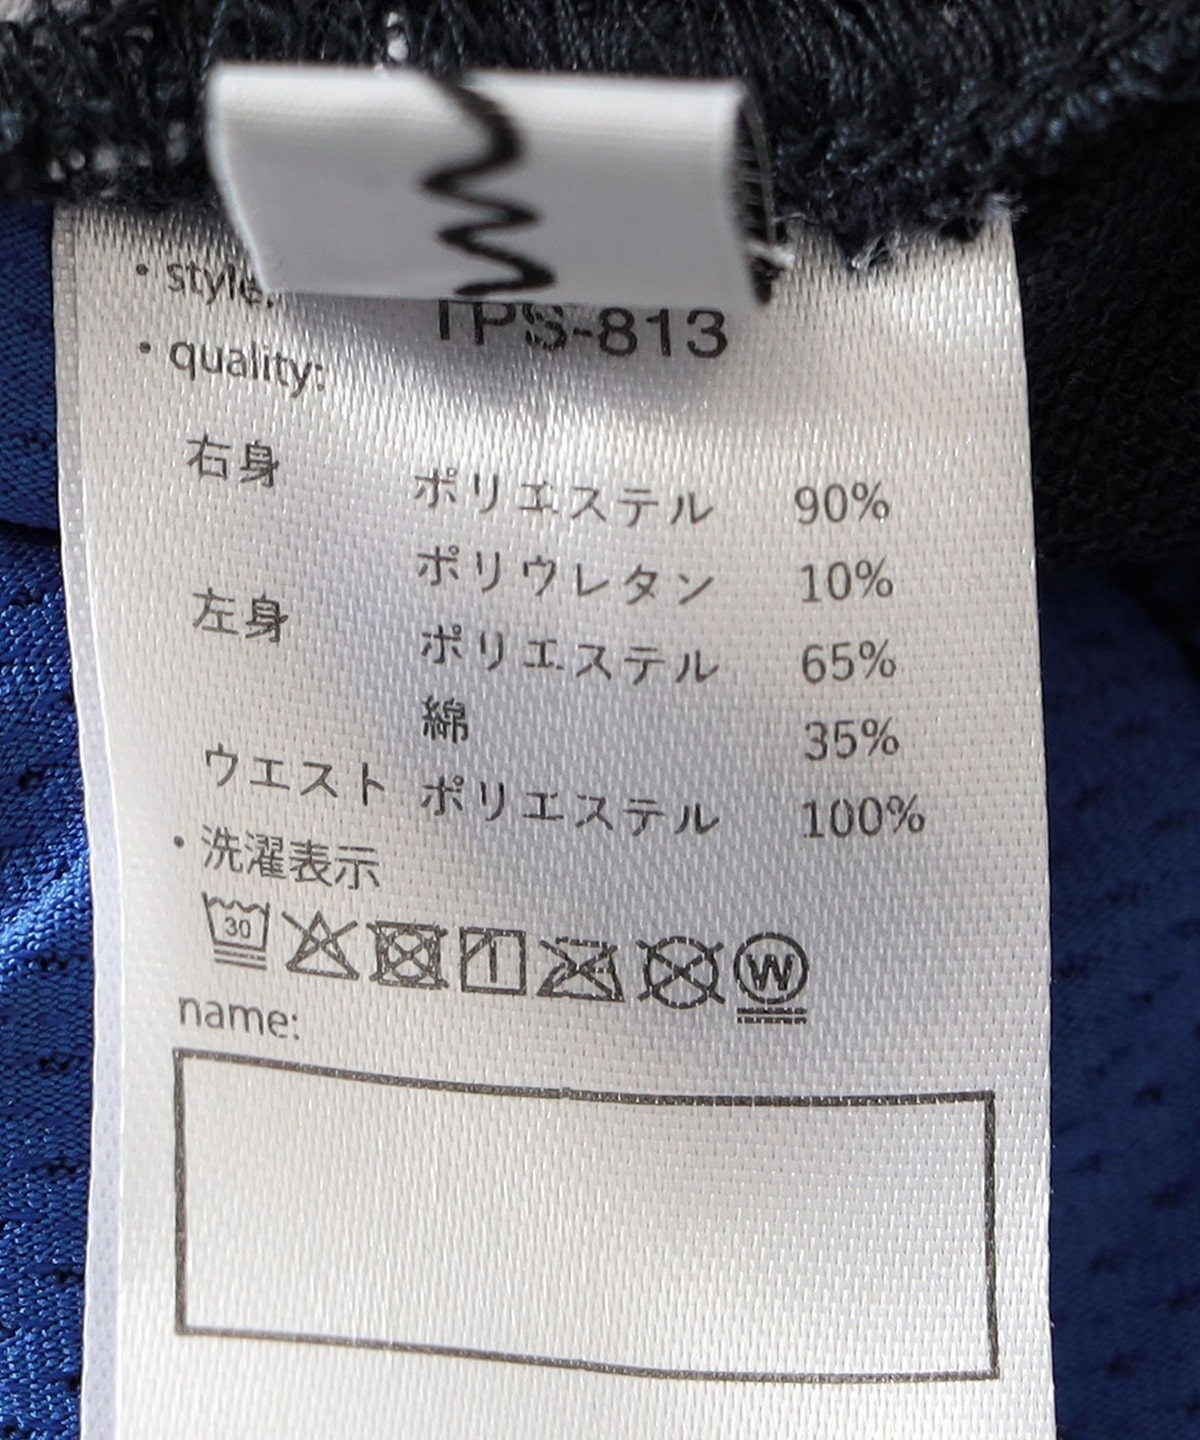 ・style:
TPS-813
・quality:
右身 ポリエステル 90%
ポリウレタン 10%
左身 ポリエステル 65%
綿 35%
ウエスト ポリエステル 100%
・洗濯表示
30 W
name: